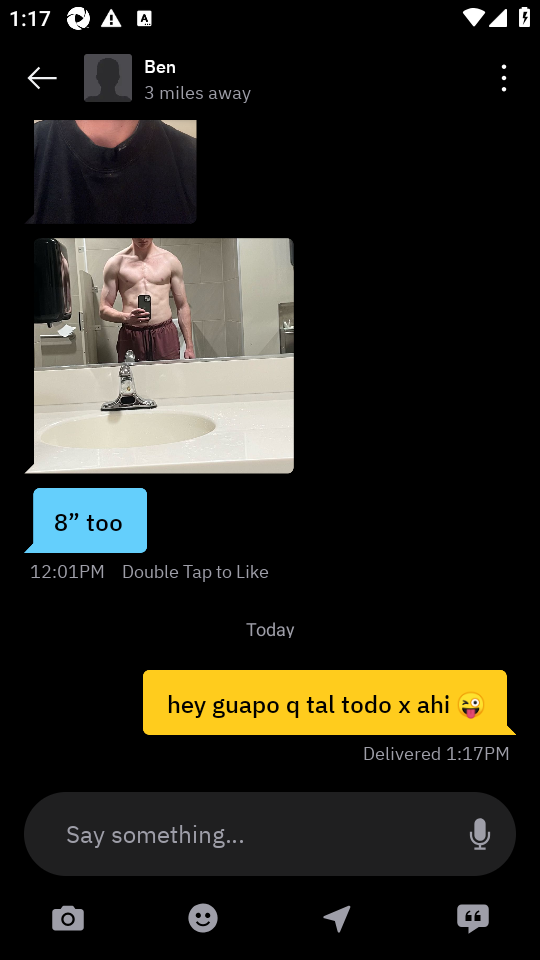 1:17
A
Ben
3 miles away
8” too
12:01PM Double Tap to Like
Today
hey guapo q tal todo x ahi 😜
Delivered 1:17PM
Say something...